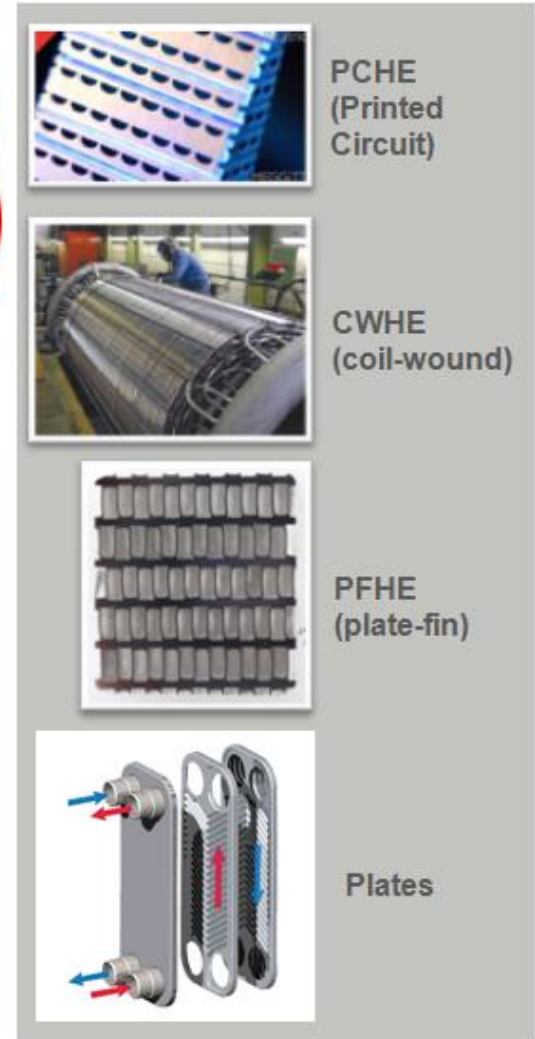 PCHE
(Printed
Circuit)
CWHE
(coil-wound)
PFHE
(plate-fin)
Plates